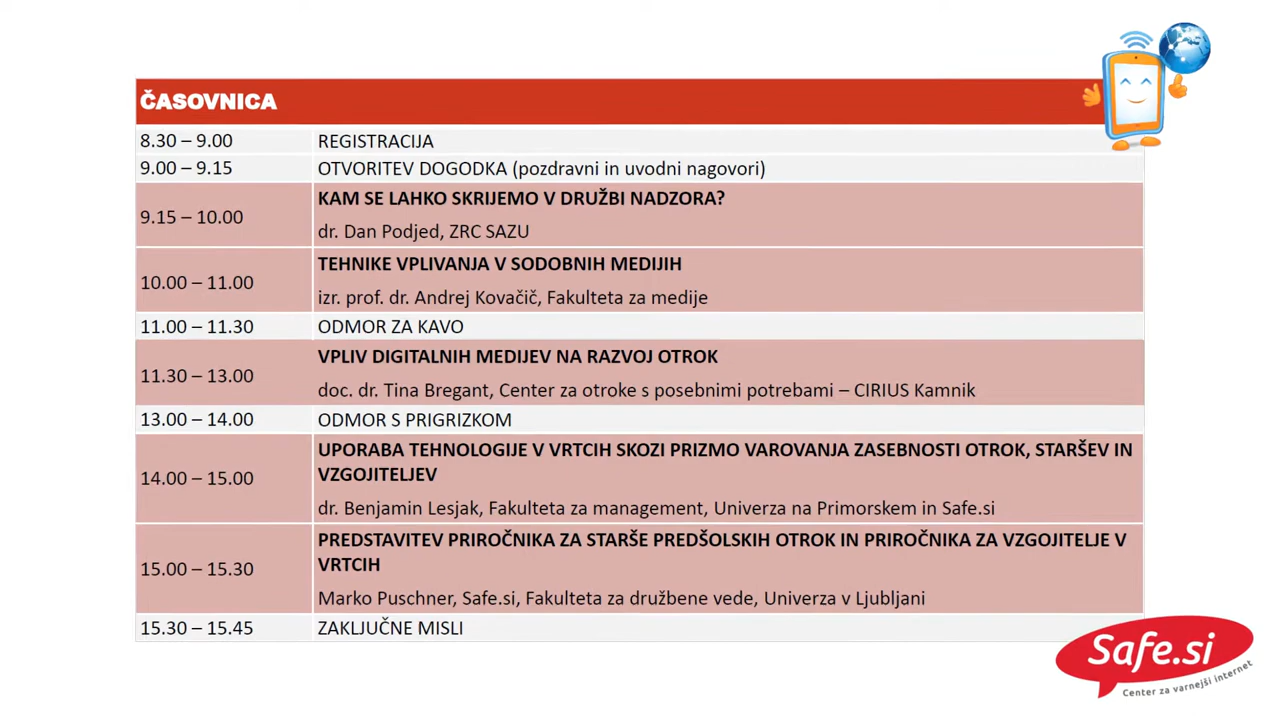 ČASOVNICA
8.30 – 9.00 REGISTRACIJA
9.00 – 9.15 OTVORITEV DOGODKA (pozdravni in uvodni nagovori)
9.15 – 10.00
KAM SE LAHKO SKRIJEMO V DRUŽBI NADZORA?
dr. Dan Podjed, ZRC SAZU
10.00 – 11.00
TEHNIKE VPLIVANJA V SODOBNIH MEDIJIH
izr. prof. dr. Andrej Kovačič, Fakulteta za medije
11.00 – 11.30 ODMOR ZA KAVO
11.30 – 13.00
VPLIV DIGITALNIH MEDIJEV NA RAZVOJ OTROK
doc. dr. Tina Bregant, Center za otroke s posebnimi potrebami – CIRIUS Kamnik
13.00 – 14.00 ODMOR S PRIGRIZKOM
14.00 – 15.00
UPORABA TEHNOLOGIJE V VRTCIH SKOZI PRIZMO VAROVANJA ZASEBNOSTI OTROK, STARŠEV IN
VZGOJITELJEV
dr. Benjamin Lesjak, Fakulteta za management, Univerza na Primorskem in Safe.si
15.00 – 15.30
PREDSTAVITEV PRIROČNIKA ZA STARŠE PREDŠOLSKIH OTROK IN PRIROČNIKA ZA VZGOJITELJE V
VRTCIH
Marko Puschner, Safe.si, Fakulteta za družbene vede, Univerza v Ljubljani
15.30 – 15.45 ZAKLJUČNE MISLI
Safe.si
Center za varnejši internet